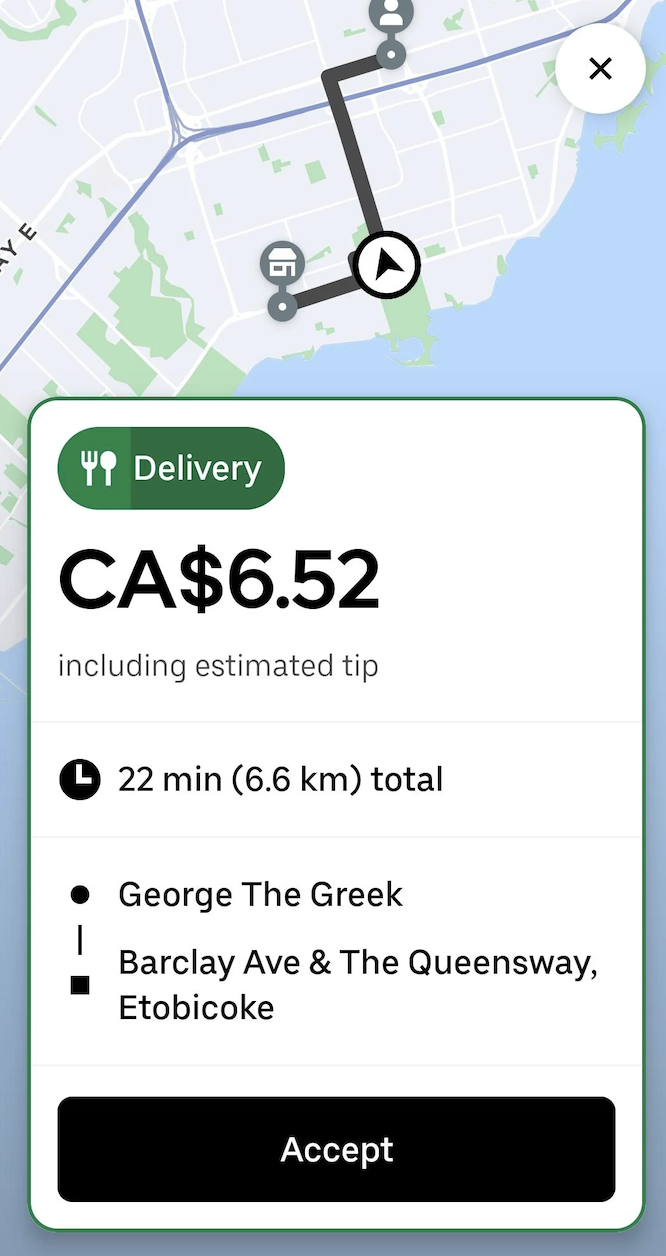 AY E
Delivery
CA$6.52
including estimated tip
22 min (6.6 km) total
George The Greek
Barclay Ave & The Queensway,
Etobicoke
Accept